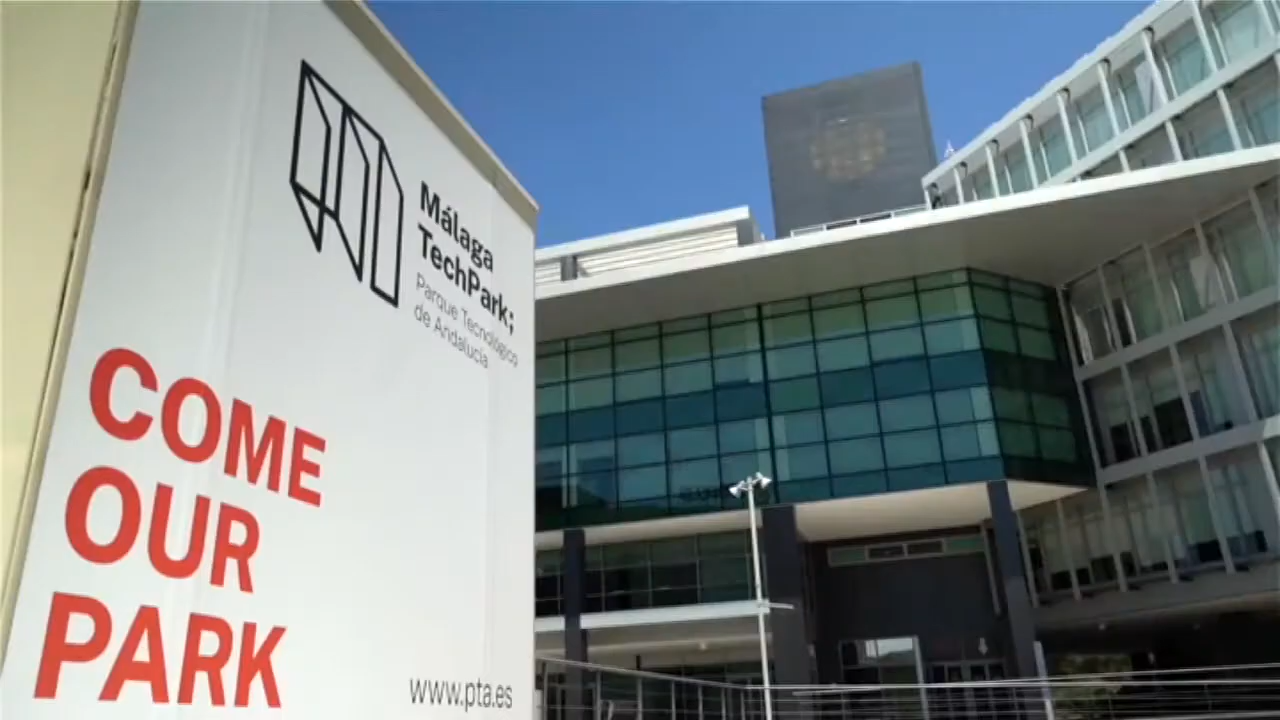 Málaga
TechPark;
Parque Tecnológico
de Andalucía
COME
OUR
PARK
www.pta.es